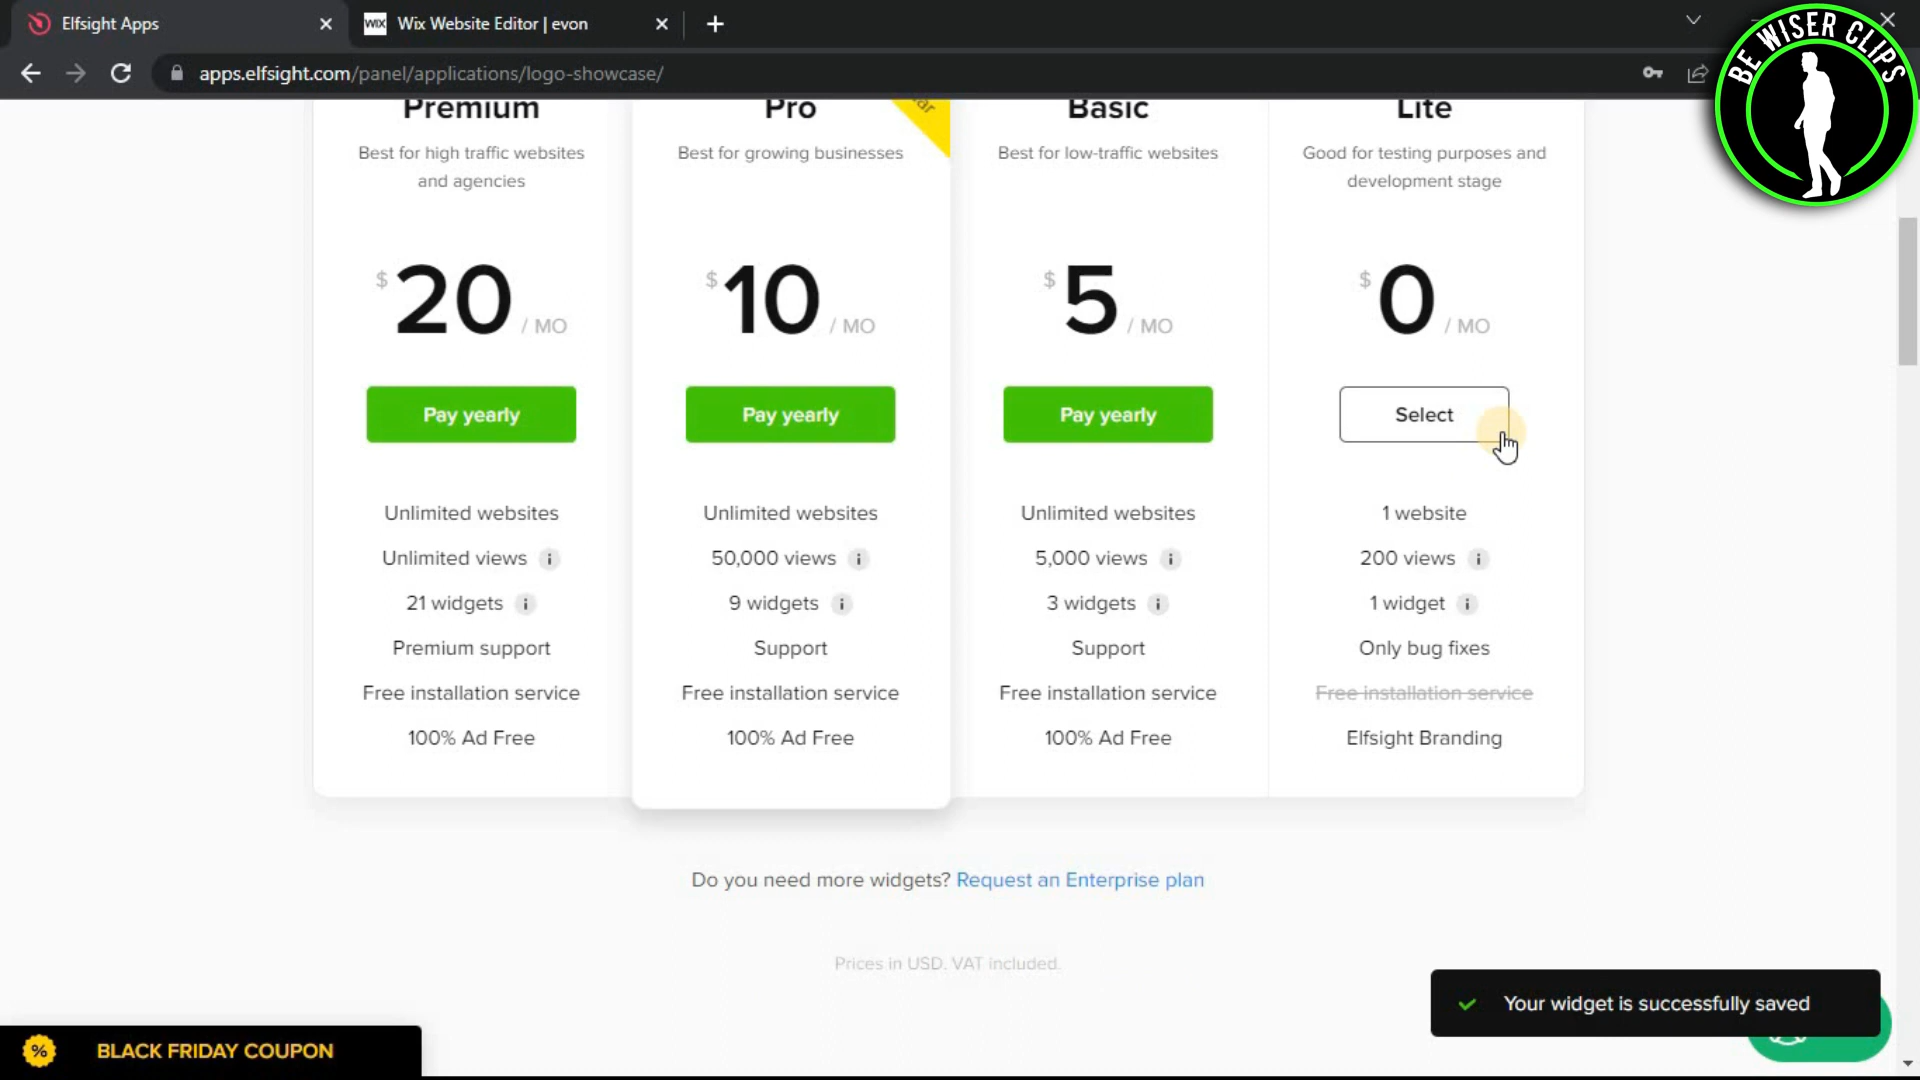 Elfsight Apps
WIX Wix Website Editor | evon
apps.elfsight.com/panel/applications/logo-showcase/
BE WISER CLIPS
Premium
Best for high traffic websites
and agencies
$ 20 / MO
Pay yearly
Unlimited websites
Unlimited views i
21 widgets i
Premium support
Free installation service
100% Ad Free
Pro
Best for growing businesses
$ 10 / MO
Pay yearly
Unlimited websites
50,000 views i
9 widgets i
Support
Free installation service
100% Ad Free
Basic
Best for low-traffic websites
$ 5 / MO
Pay yearly
Unlimited websites
5,000 views i
3 widgets i
Support
Free installation service
100% Ad Free
Lite
Good for testing purposes and
development stage
$ 0 / MO
Select
1 website
200 views i
1 widget i
Only bug fixes
Free installation service
Elfsight Branding
Do you need more widgets? Request an Enterprise plan
Prices in USD. VAT included.
Your widget is successfully saved
% BLACK FRIDAY COUPON